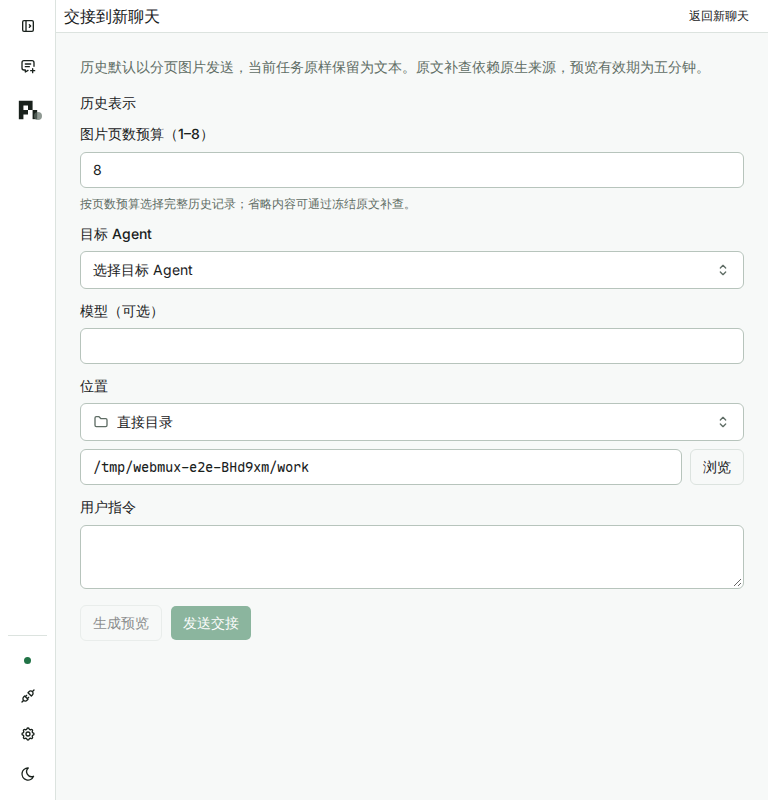 交接到新聊天
返回新聊天
历史默认以分页图片发送，当前任务原样保留为文本。原文补查依赖原生来源，预览有效期为五分钟。
历史表示
图片页数预算（1–8）
8
按页数预算选择完整历史记录；省略内容可通过冻结原文补查。
目标 Agent
选择目标 Agent
模型（可选）
位置
直接目录
/tmp/webmux-e2e-BHd9xm/work
浏览
用户指令
生成预览
发送交接